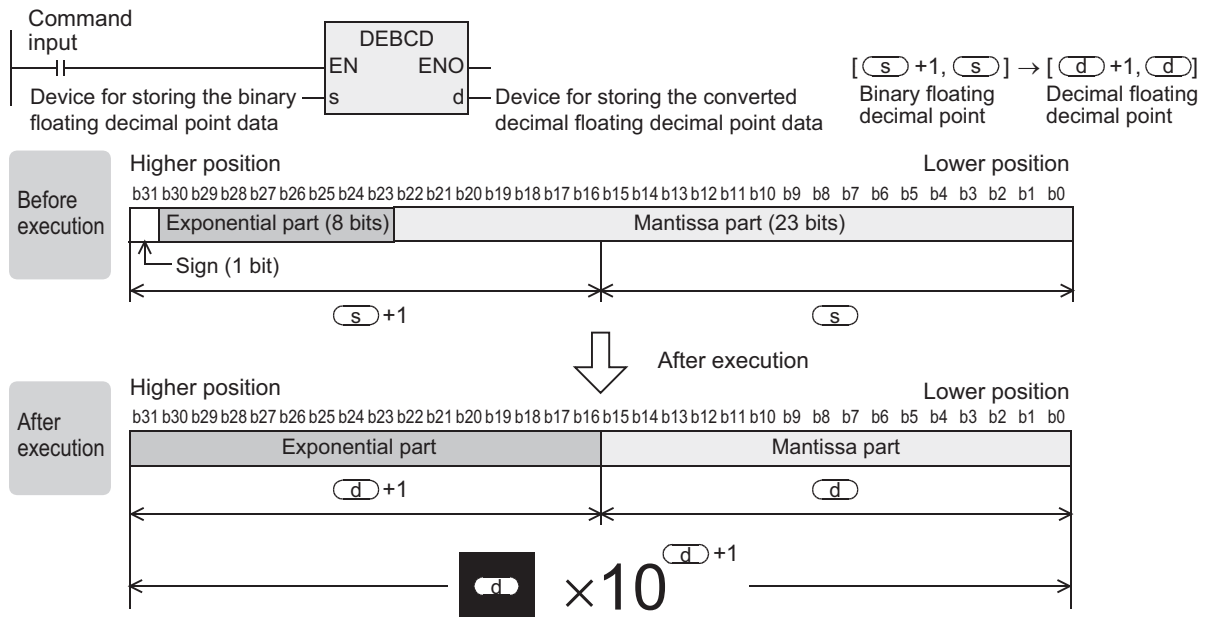 Command
input
DEBCD
EN ENO
s d
Device for storing the binary
floating decimal point data
Device for storing the converted
decimal floating decimal point data
[ s +1, s ] → [ d +1, d ]
Binary floating
decimal point
Decimal floating
decimal point
Before
execution
Higher position Lower position
b31 b30 b29 b28 b27 b26 b25 b24 b23 b22 b21 b20 b19 b18 b17 b16 b15 b14 b13 b12 b11 b10 b9 b8 b7 b6 b5 b4 b3 b2 b1 b0
Exponential part (8 bits) Mantissa part (23 bits)
Sign (1 bit)
s +1 s
After execution
After
execution
Higher position Lower position
b31 b30 b29 b28 b27 b26 b25 b24 b23 b22 b21 b20 b19 b18 b17 b16 b15 b14 b13 b12 b11 b10 b9 b8 b7 b6 b5 b4 b3 b2 b1 b0
Exponential part Mantissa part
d +1 d
d ×10 d +1